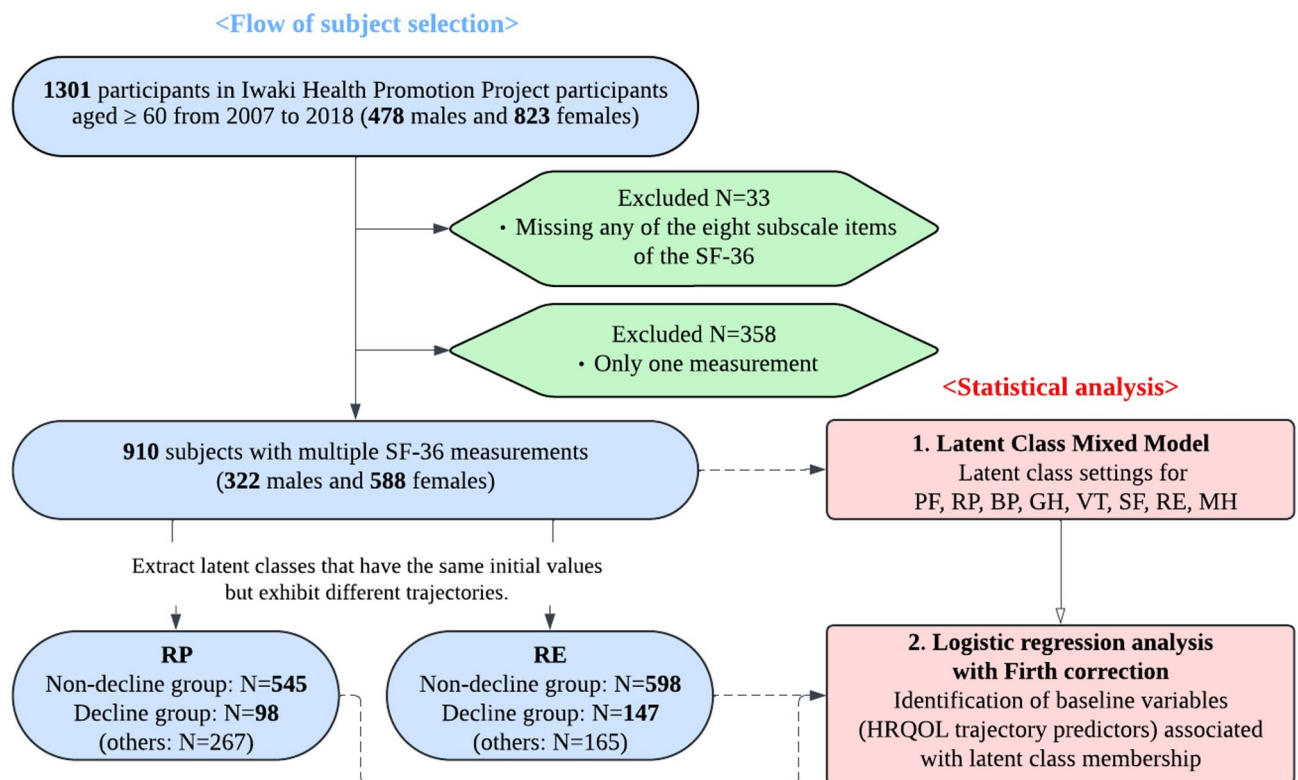 <Flow of subject selection>
1301 participants in Iwaki Health Promotion Project participants
aged ≥ 60 from 2007 to 2018 (478 males and 823 females)
Excluded N=33
・Missing any of the eight subscale items
of the SF-36
Excluded N=358
・Only one measurement
<Statistical analysis>
910 subjects with multiple SF-36 measurements
(322 males and 588 females)
1. Latent Class Mixed Model
Latent class settings for
PF, RP, BP, GH, VT, SF, RE, MH
Extract latent classes that have the same initial values
but exhibit different trajectories.
RP
Non-decline group: N=545
Decline group: N=98
(others: N=267)
RE
Non-decline group: N=598
Decline group: N=147
(others: N=165)
2. Logistic regression analysis
with Firth correction
Identification of baseline variables
(HRQOL trajectory predictors) associated
with latent class membership